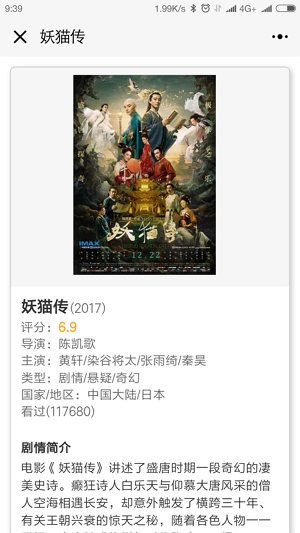 9:39
1.99K/s
4G+
妖猫传
IMAX
妖猫传
12.22
妖猫传(2017)
评分：6.9
导演：陈凯歌
主演：黄轩/染谷将太/张雨绮/秦昊
类型：剧情/悬疑/奇幻
国家/地区：中国大陆/日本
看过(117680)
剧情简介
电影《妖猫传》讲述了盛唐时期一段奇幻的凄
美史诗。癫狂诗人白乐天与仰慕大唐风采的僧
人空海相遇长安，却意外触发了横跨三十年、
有关王朝兴衰的惊天之秘，随着各色人物一一